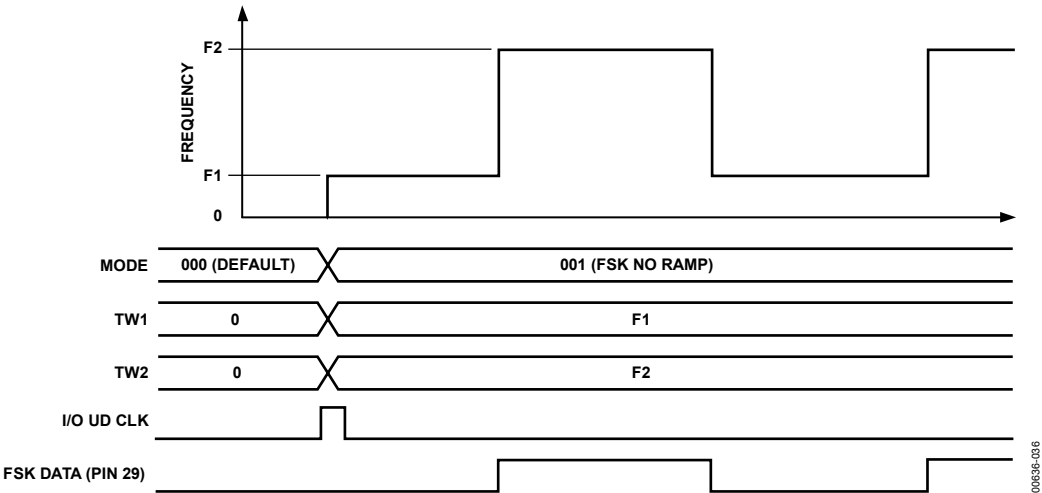 F2
FREQUENCY
F1
0
MODE 000 (DEFAULT) 001 (FSK NO RAMP)
TW1 0 F1
TW2 0 F2
I/O UD CLK
FSK DATA (PIN 29)
00636-036